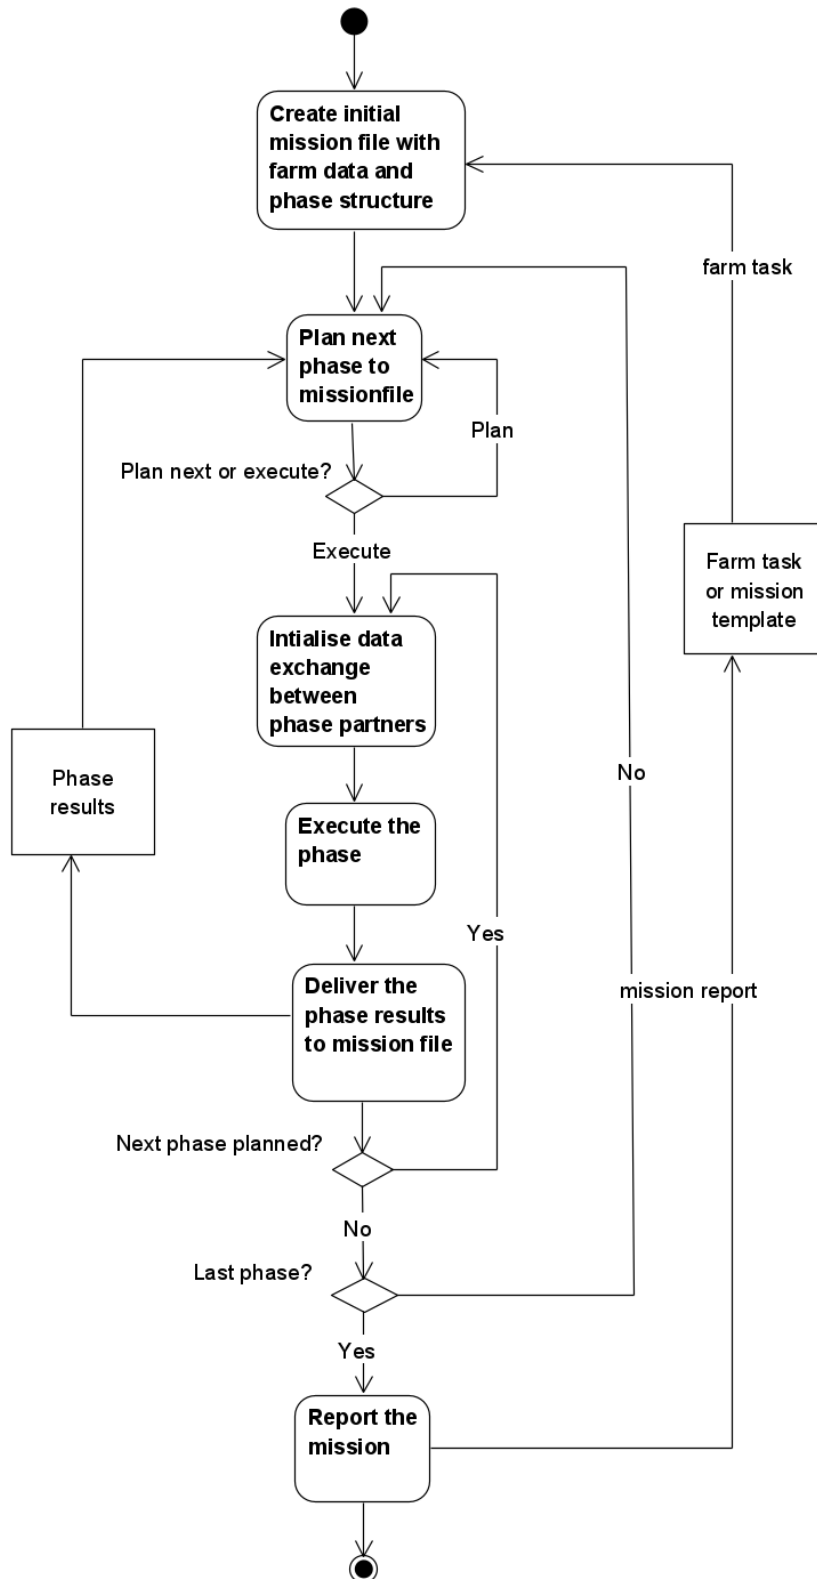 Create initial
mission file with
farm data and
phase structure
farm task
Plan next
phase to
missionfile
Plan
Plan next or execute?
Execute
Farm task
or mission
template
Intialise data
exchange
between
phase partners
Phase
results
No
Execute the
phase
Yes
Deliver the
phase results
to mission file
mission report
Next phase planned?
No
Last phase?
Yes
Report the
mission